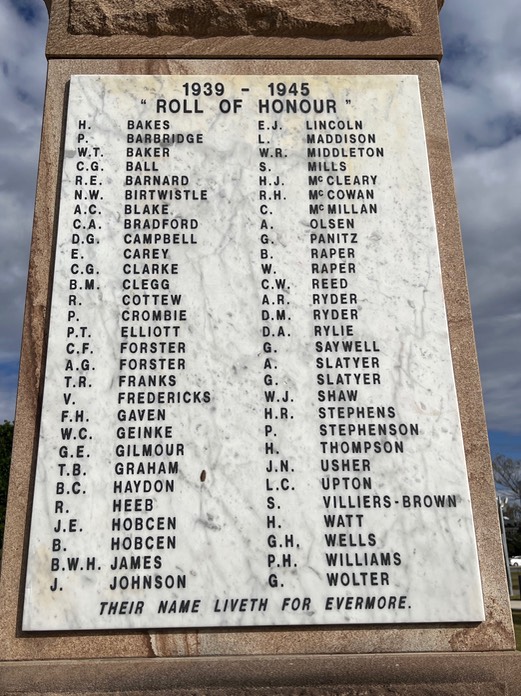 1939 - 1945
" ROLL OF HONOUR "
H. BAKES
P. BARBRIDGE
W.T. BAKER
C.G. BALL
R.E. BARNARD
N.W. BIRTWISTLE
A.C. BLAKE
C.A. BRADFORD
D.G. CAMPBELL
E. CAREY
C.G. CLARKE
B.M. CLEGG
R. COTTEW
P. CROMBIE
P.T. ELLIOTT
C.F. FORSTER
A.G. FORSTER
T.R. FRANKS
V. FREDERICKS
F.H. GAVEN
W.C. GEINKE
G.E. GILMOUR
T.B. GRAHAM
B.C. HAYDON
R. HEEB
J.E. HOBCEN
B. HOBCEN
B.W.H. JAMES
J. JOHNSON
E.J. LINCOLN
L. MADDISON
W.R. MIDDLETON
S. MILLS
H.J. McCLEARY
R.H. McCOWAN
C. McMILLAN
A. OLSEN
G. PANITZ
B. RAPER
W. RAPER
C.W. REED
A.R. RYDER
D.M. RYDER
D.A. RYLIE
G. SAYWELL
A. SLATYER
G. SLATYER
W.J. SHAW
H.R. STEPHENS
P. STEPHENSON
H. THOMPSON
J.N. USHER
L.C. UPTON
S. VILLIERS-BROWN
H. WATT
G.H. WELLS
P.H. WILLIAMS
G. WOLTER
THEIR NAME LIVETH FOR EVERMORE.